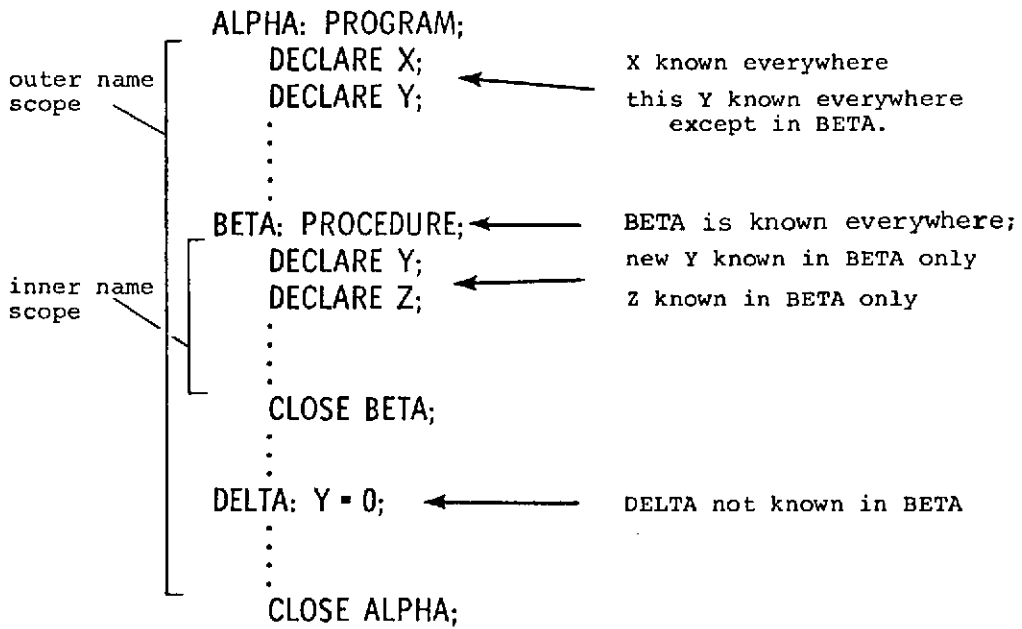 ALPHA: PROGRAM;
outer name
scope
DECLARE X;
DECLARE Y;
X known everywhere
this Y known everywhere
except in BETA.
BETA: PROCEDURE;
BETA is known everywhere;
inner name
scope
DECLARE Y;
DECLARE Z;
new Y known in BETA only
Z known in BETA only
CLOSE BETA;
DELTA: Y = 0;
DELTA not known in BETA
CLOSE ALPHA;